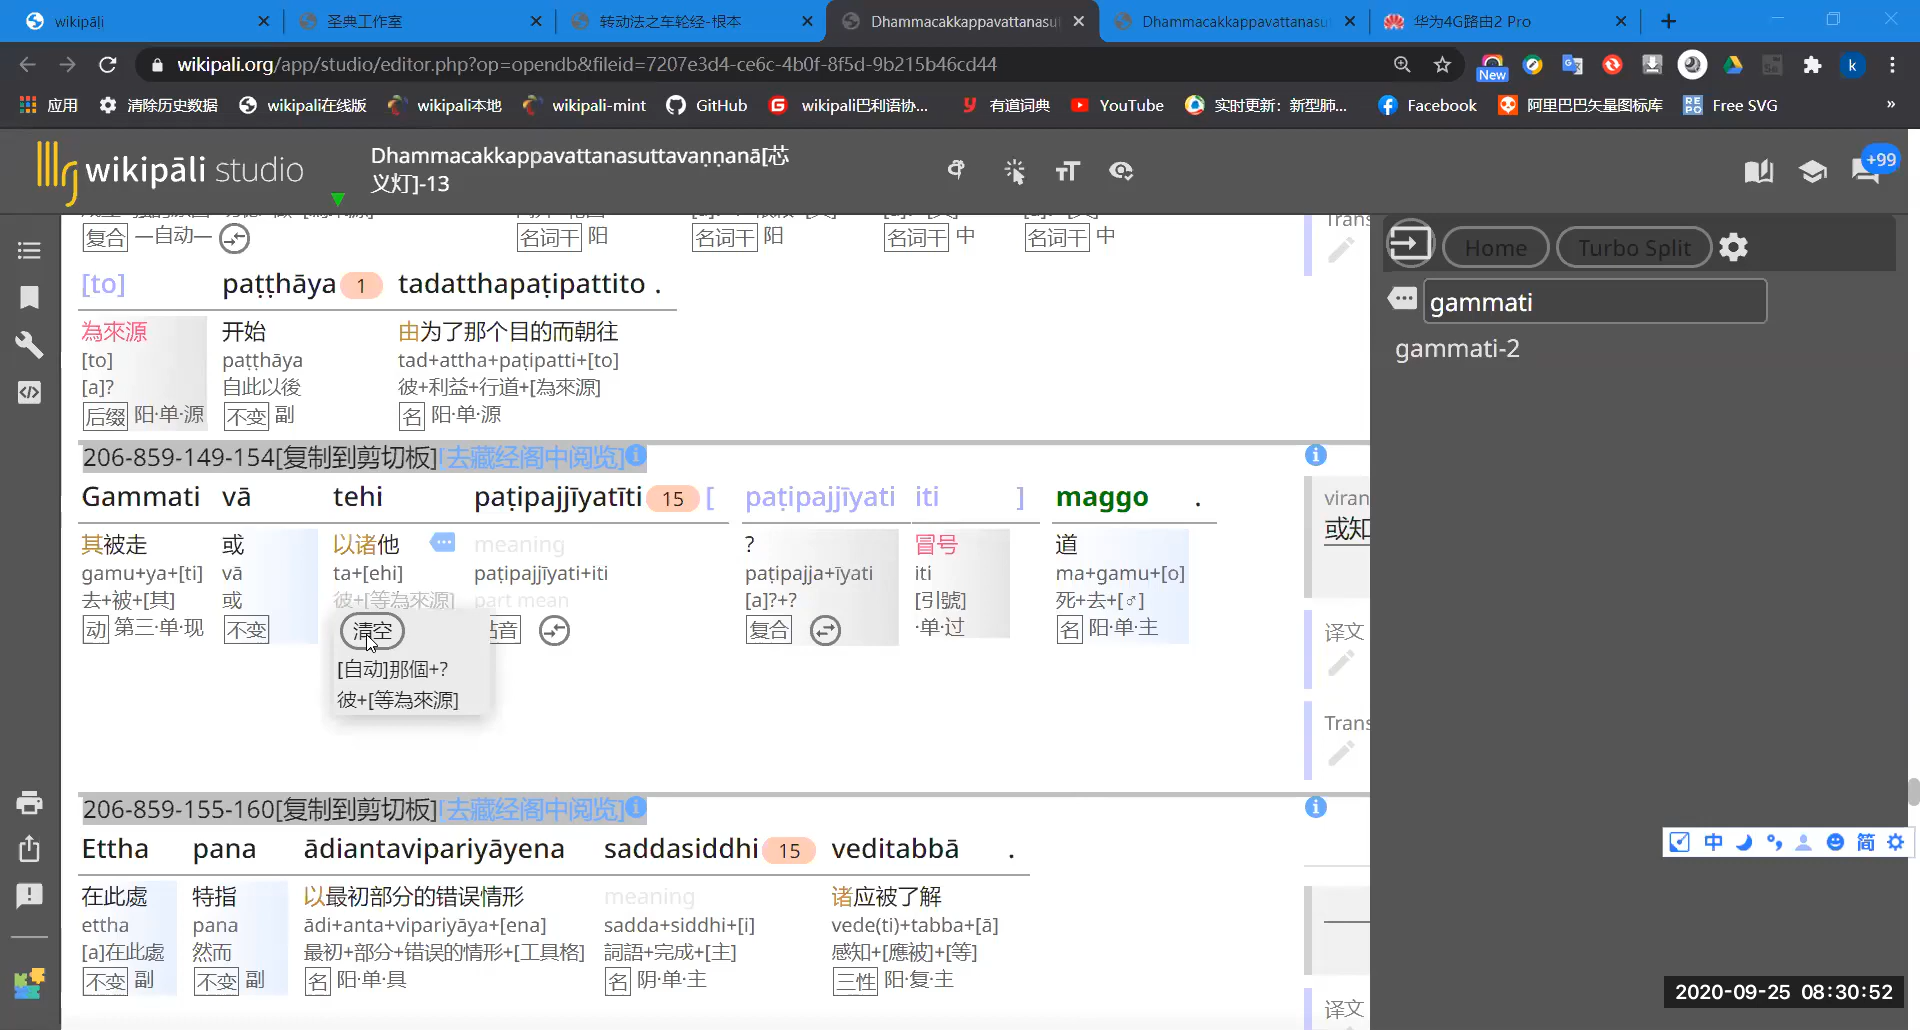 wikipāḷi
圣典工作室
转动法之车轮经-根本
Dhammacakkappavattanasu
Dhammacakkappavattanasu
华为4G路由2 Pro
wikipali.org/app/studio/editor.php?op=opendb&fileid=7207e3d4-ce6c-4b0f-8f5d-9b215b46cd44
New
k
应用
清除历史数据
wikipali在线版
wikipali本地
wikipali-mint
GitHub
wikipali巴利语协...
有道词典
YouTube
实时更新：新型肺...
Facebook
阿里巴巴矢量图标库
Free SVG
»
wikipāli studio
Dhammacakkappavattanasuttavaṇṇanā[芯
义灯]-13
+99
复合 —自动—
名词干 阳
名词干 阳
名词干 中
名词干 中
Trans
[to] paṭṭhāya 1 tadatthapaṭipattito .
為來源 开始 由为了那个目的而朝往
[to] paṭṭhāya tad+attha+paṭipatti+[to]
[a]? 自此以後 彼+利益+行道+[為來源]
后缀 阳·单·源 不变 副 名 阳·单·源
206-859-149-154[复制到剪切板][去藏经阁中阅览]
Gammati vā tehi paṭipajjīyatīti 15 [ paṭipajjīyati iti ] maggo .
其被走 或 以诸他 meaning ? 冒号 道
gamu+ya+[ti] vā ta+[ehi] paṭipajjīyati+iti paṭipajja+īyati iti ma+gamu+[o]
去+被+[其] 或 彼+[等為來源] part mean [a]?+? [引號] 死+去+[♂]
动 第三·单·现 不变 清空 音 复合 ·单·过 名 阳·单·主
[自动]那個+?
彼+[等為來源]
viran
或知
译文
Trans
206-859-155-160[复制到剪切板][去藏经阁中阅览]
Ettha pana ādiantavipariyāyena saddasiddhi 15 veditabbā .
在此處 特指 以最初部分的错误情形 meaning 诸应被了解
ettha pana ādi+anta+vipariyāya+[ena] sadda+siddhi+[i] vede(ti)+tabba+[ā]
[a]在此處 然而 最初+部分+错误的情形+[工具格] 詞語+完成+[主] 感知+[應被]+[等]
不变 副 不变 副 名 阳·单·具 名 阴·单·主 三性 阳·复·主
译文
Home
Turbo Split
gammati
gammati-2
中
简
2020-09-25 08:30:52